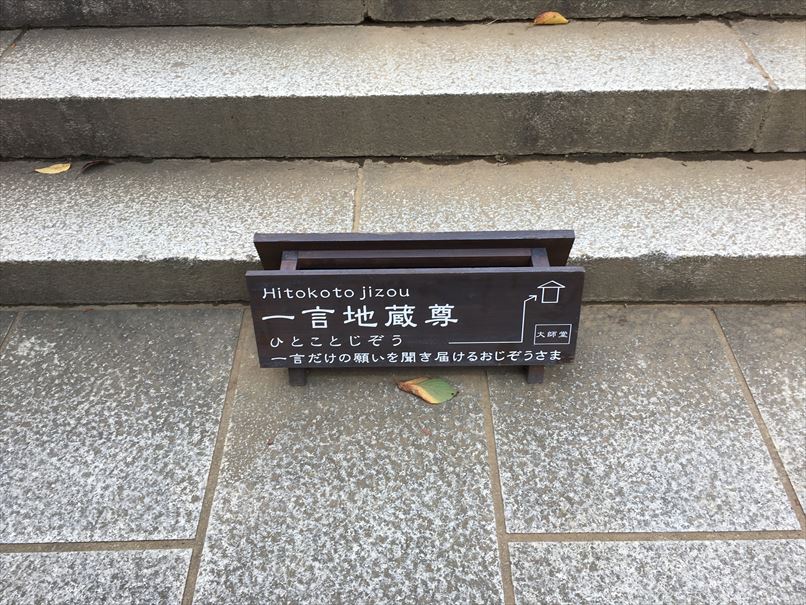 Hitokoto jizou
一言地蔵尊
ひとことじぞう
大師堂
一言だけの願いを聞き届けるおじぞうさま